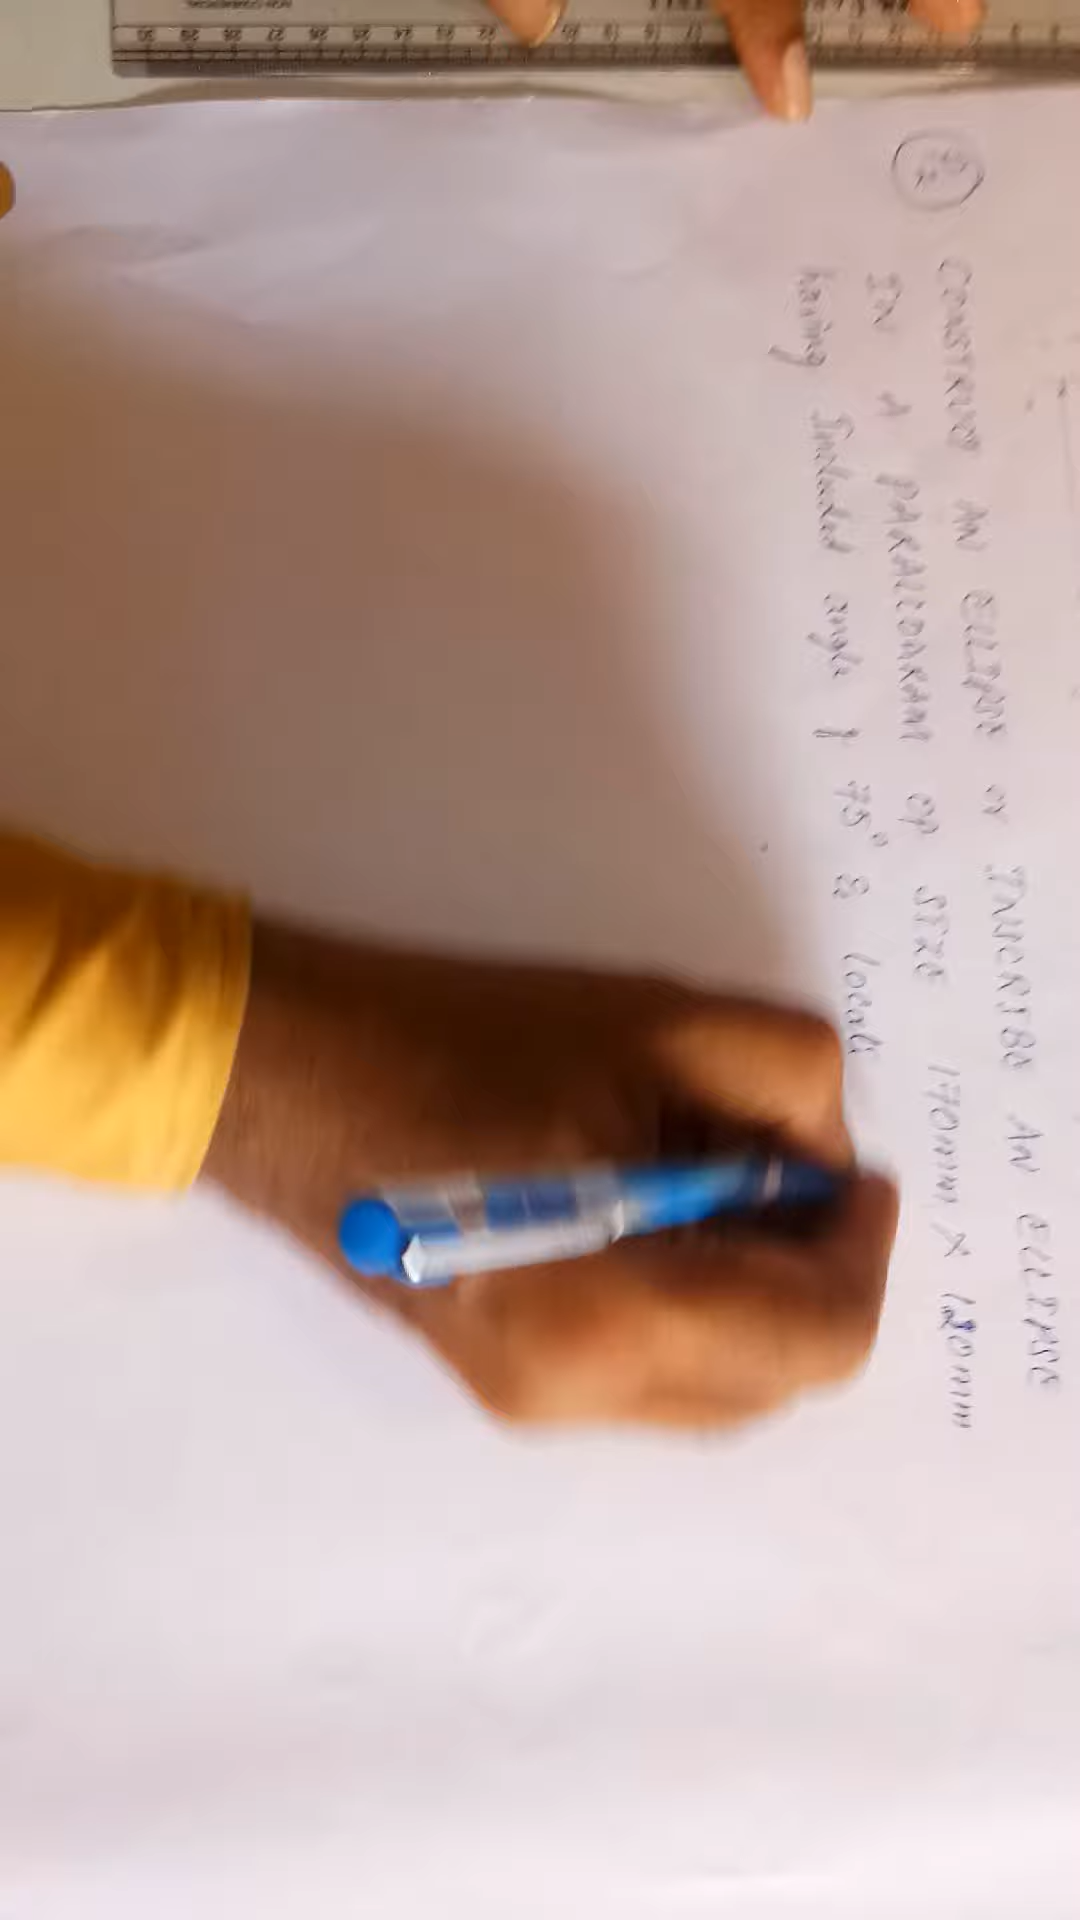 CONSTRUCT AN ELLIPSE or INSCRIBE AN ELLIPSE
IN A PARALLOGRAM OF SIZE 170mm X 120mm
having Included angle of 75° & locate